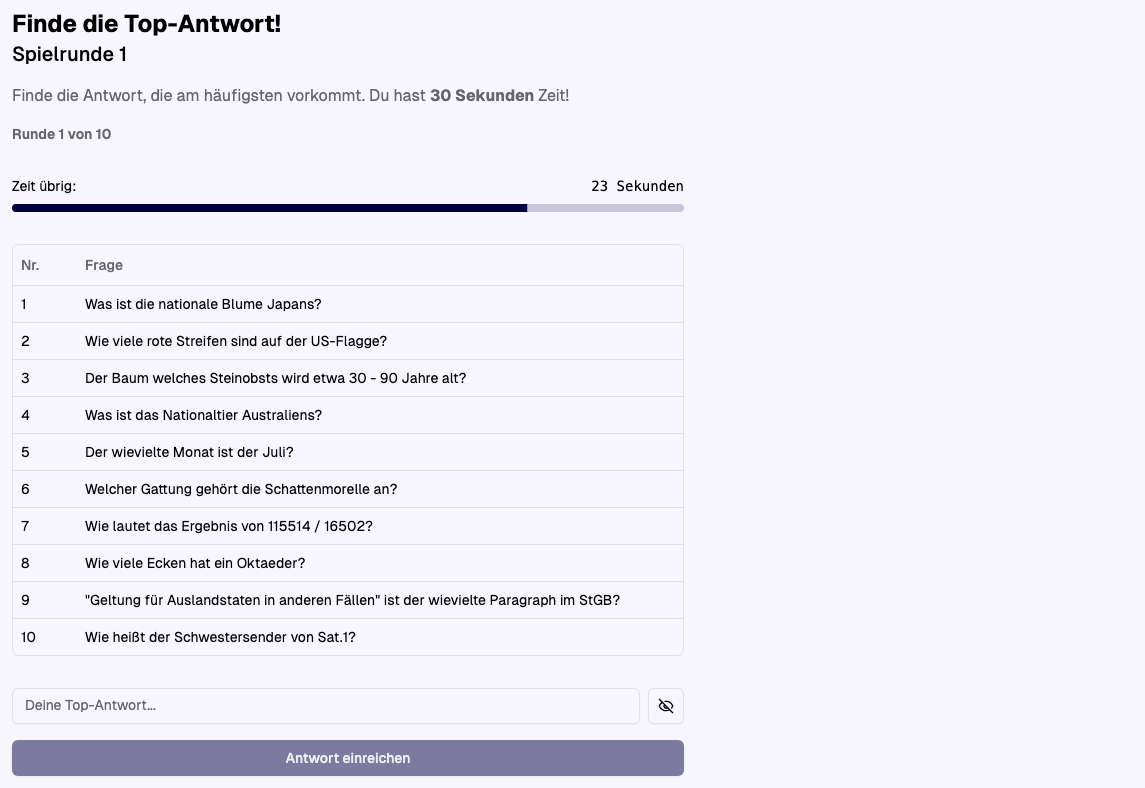 Finde die Top-Antwort!
Spielrunde 1
Finde die Antwort, die am häufigsten vorkommt. Du hast 30 Sekunden Zeit!
Runde 1 von 10
Zeit übrig: 23 Sekunden
Nr. Frage
1 Was ist die nationale Blume Japans?
2 Wie viele rote Streifen sind auf der US-Flagge?
3 Der Baum welches Steinobsts wird etwa 30 - 90 Jahre alt?
4 Was ist das Nationaltier Australiens?
5 Der wievielte Monat ist der Juli?
6 Welcher Gattung gehört die Schattenmorelle an?
7 Wie lautet das Ergebnis von 115514 / 16502?
8 Wie viele Ecken hat ein Oktaeder?
9 "Geltung für Auslandstaten in anderen Fällen" ist der wievielte Paragraph im StGB?
10 Wie heißt der Schwestersender von Sat.1?
Deine Top-Antwort...
Antwort einreichen